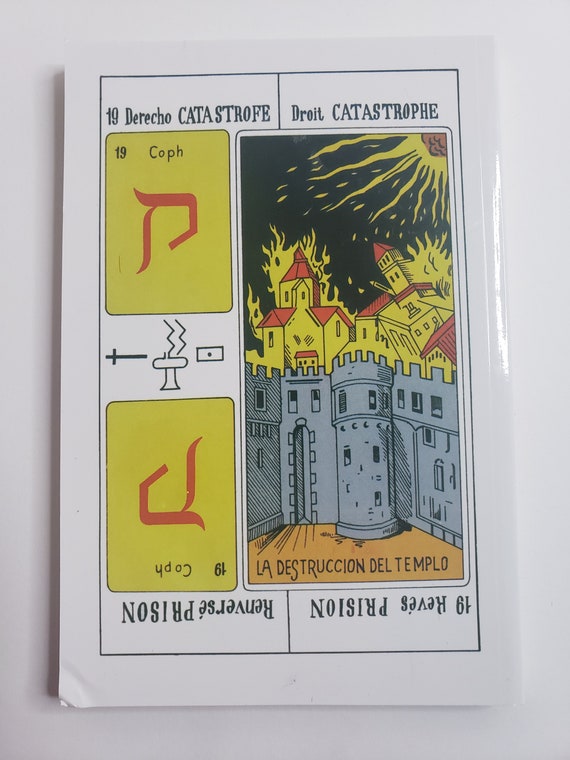 19 Derecho CATASTROFE
Droit CATASTROPHE
19 Coph
ק
LA DESTRUCCION DEL TEMPLO
ק
19 Coph
19 Revés PRISION
Renversé PRISON